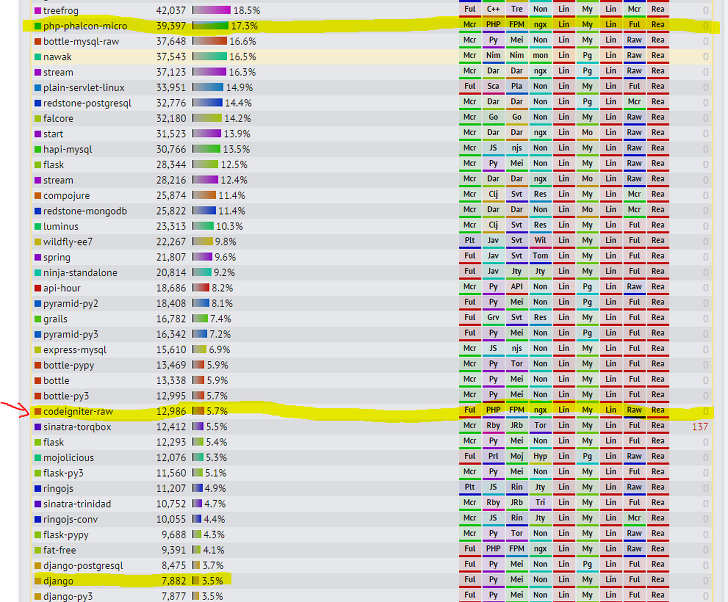 treefrog 42,037 18.5% Ful C++ Tre Non Lin My Lin Mcr Rea 0
php-phalcon-micro 39,397 17.3% Mcr PHP FPM ngx Lin My Lin Ful Rea 0
bottle-mysql-raw 37,648 16.6% Mcr Py Mei Non Lin My Lin Raw Rea 0
nawak 37,543 16.5% Mcr Nim Nim mon Lin Pg Lin Raw Rea 0
stream 37,123 16.3% Mcr Dar Dar ngx Lin Pg Lin Raw Rea 0
plain-servlet-linux 33,951 14.9% Ful Sca Pla Non Lin My Lin Raw Rea 0
redstone-postgresql 32,776 14.4% Mcr Dar Dar Non Lin Pg Lin Mcr Rea 0
falcore 32,180 14.2% Mcr Go Go Non Lin My Lin Raw Rea 0
start 31,523 13.9% Mcr Dar Dar ngx Lin Mo Lin Raw Rea 0
hapi-mysql 30,766 13.5% Mcr JS njs Non Lin My Lin Ful Rea 0
flask 28,344 12.5% Mcr Py Mei Non Lin My Lin Raw Rea 0
stream 28,216 12.4% Mcr Dar Dar ngx Lin Mo Lin Raw Rea 0
compojure 25,874 11.4% Mcr Clj Svt Res Lin My Lin Mcr Rea 0
redstone-mongodb 25,822 11.4% Mcr Dar Dar Non Lin Mo Lin Mcr Rea 0
luminus 23,313 10.3% Mcr Clj Svt Res Lin My Lin Ful Rea 0
wildfly-ee7 22,267 9.8% Plt Jav Svt Wil Lin My Lin Ful Rea 0
spring 21,807 9.6% Ful Jav Svt Tom Lin My Lin Ful Rea 0
ninja-standalone 20,814 9.2% Ful Jav Jty Jty Lin My Lin Ful Rea 0
api-hour 18,686 8.2% Mcr Py API Non Lin Pg Lin Raw Rea 0
pyramid-py2 18,408 8.1% Ful Py Mei Non Lin Pg Lin Ful Rea 0
grails 16,782 7.4% Ful Grv Svt Res Lin My Lin Ful Rea 0
pyramid-py3 16,342 7.2% Ful Py Mei Non Lin Pg Lin Ful Rea 0
express-mysql 15,610 6.9% Mcr JS njs Non Lin My Lin Ful Rea 0
bottle-pypy 13,469 5.9% Mcr Py Tor Non Lin My Lin Ful Rea 0
bottle 13,338 5.9% Mcr Py Mei Non Lin My Lin Ful Rea 0
bottle-py3 12,995 5.7% Mcr Py Mei Non Lin My Lin Ful Rea 0
codeigniter-raw 12,986 5.7% Ful PHP FPM ngx Lin My Lin Raw Rea 0
sinatra-torqbox 12,412 5.5% Mcr Rby JRb Tor Lin My Lin Ful Rea 137
flask 12,293 5.4% Mcr Py Mei Non Lin My Lin Ful Rea 0
mojolicious 12,076 5.3% Ful Prl Moj Hyp Lin Pg Lin Raw Rea 0
flask-py3 11,560 5.1% Mcr Py Mei Non Lin My Lin Ful Rea 0
ringojs 11,207 4.9% Plt JS Rin Jty Lin My Lin Raw Rea 0
sinatra-trinidad 10,752 4.7% Mcr Rby JRb Tri Lin My Lin Ful Rea 0
ringojs-conv 10,055 4.4% Mcr JS Rin Jty Lin My Lin Mcr Rea 0
flask-pypy 9,688 4.3% Mcr Py Tor Non Lin My Lin Raw Rea 0
fat-free 9,391 4.1% Ful PHP FPM ngx Lin My Lin Raw Rea 0
django-postgresql 8,475 3.7% Ful Py Mei Non Lin Pg Lin Ful Rea 0
django 7,882 3.5% Ful Py Mei Non Lin My Lin Ful Rea 0
django-py3 7,877 3.5% Ful Py Mei Non Lin My Lin Ful Rea 0